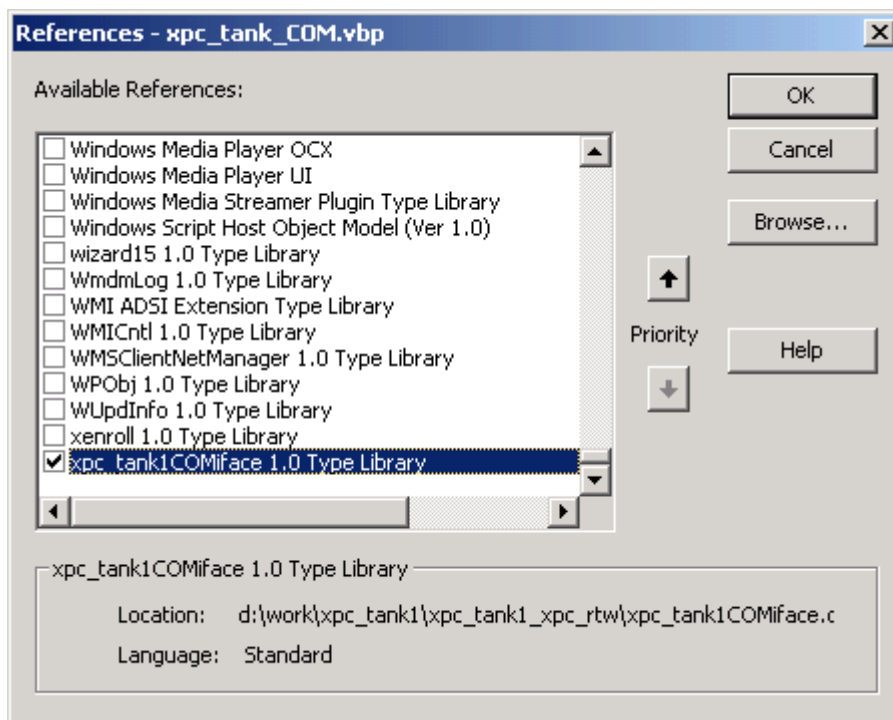 References - xpc_tank_COM.vbp
Available References:
OK
Cancel
Browse...
Priority
Help
Windows Media Player OCX
Windows Media Player UI
Windows Media Streamer Plugin Type Library
Windows Script Host Object Model (Ver 1.0)
wizard15 1.0 Type Library
WmdmLog 1.0 Type Library
WMI ADSI Extension Type Library
WMICntl 1.0 Type Library
WMSClientNetManager 1.0 Type Library
WPObj 1.0 Type Library
WUpdInfo 1.0 Type Library
xenroll 1.0 Type Library
xpc_tank1COMiface 1.0 Type Library
xpc_tank1COMiface 1.0 Type Library
Location: d:\work\xpc_tank1\xpc_tank1_xpc_rtw\xpc_tank1COMiface.c
Language: Standard